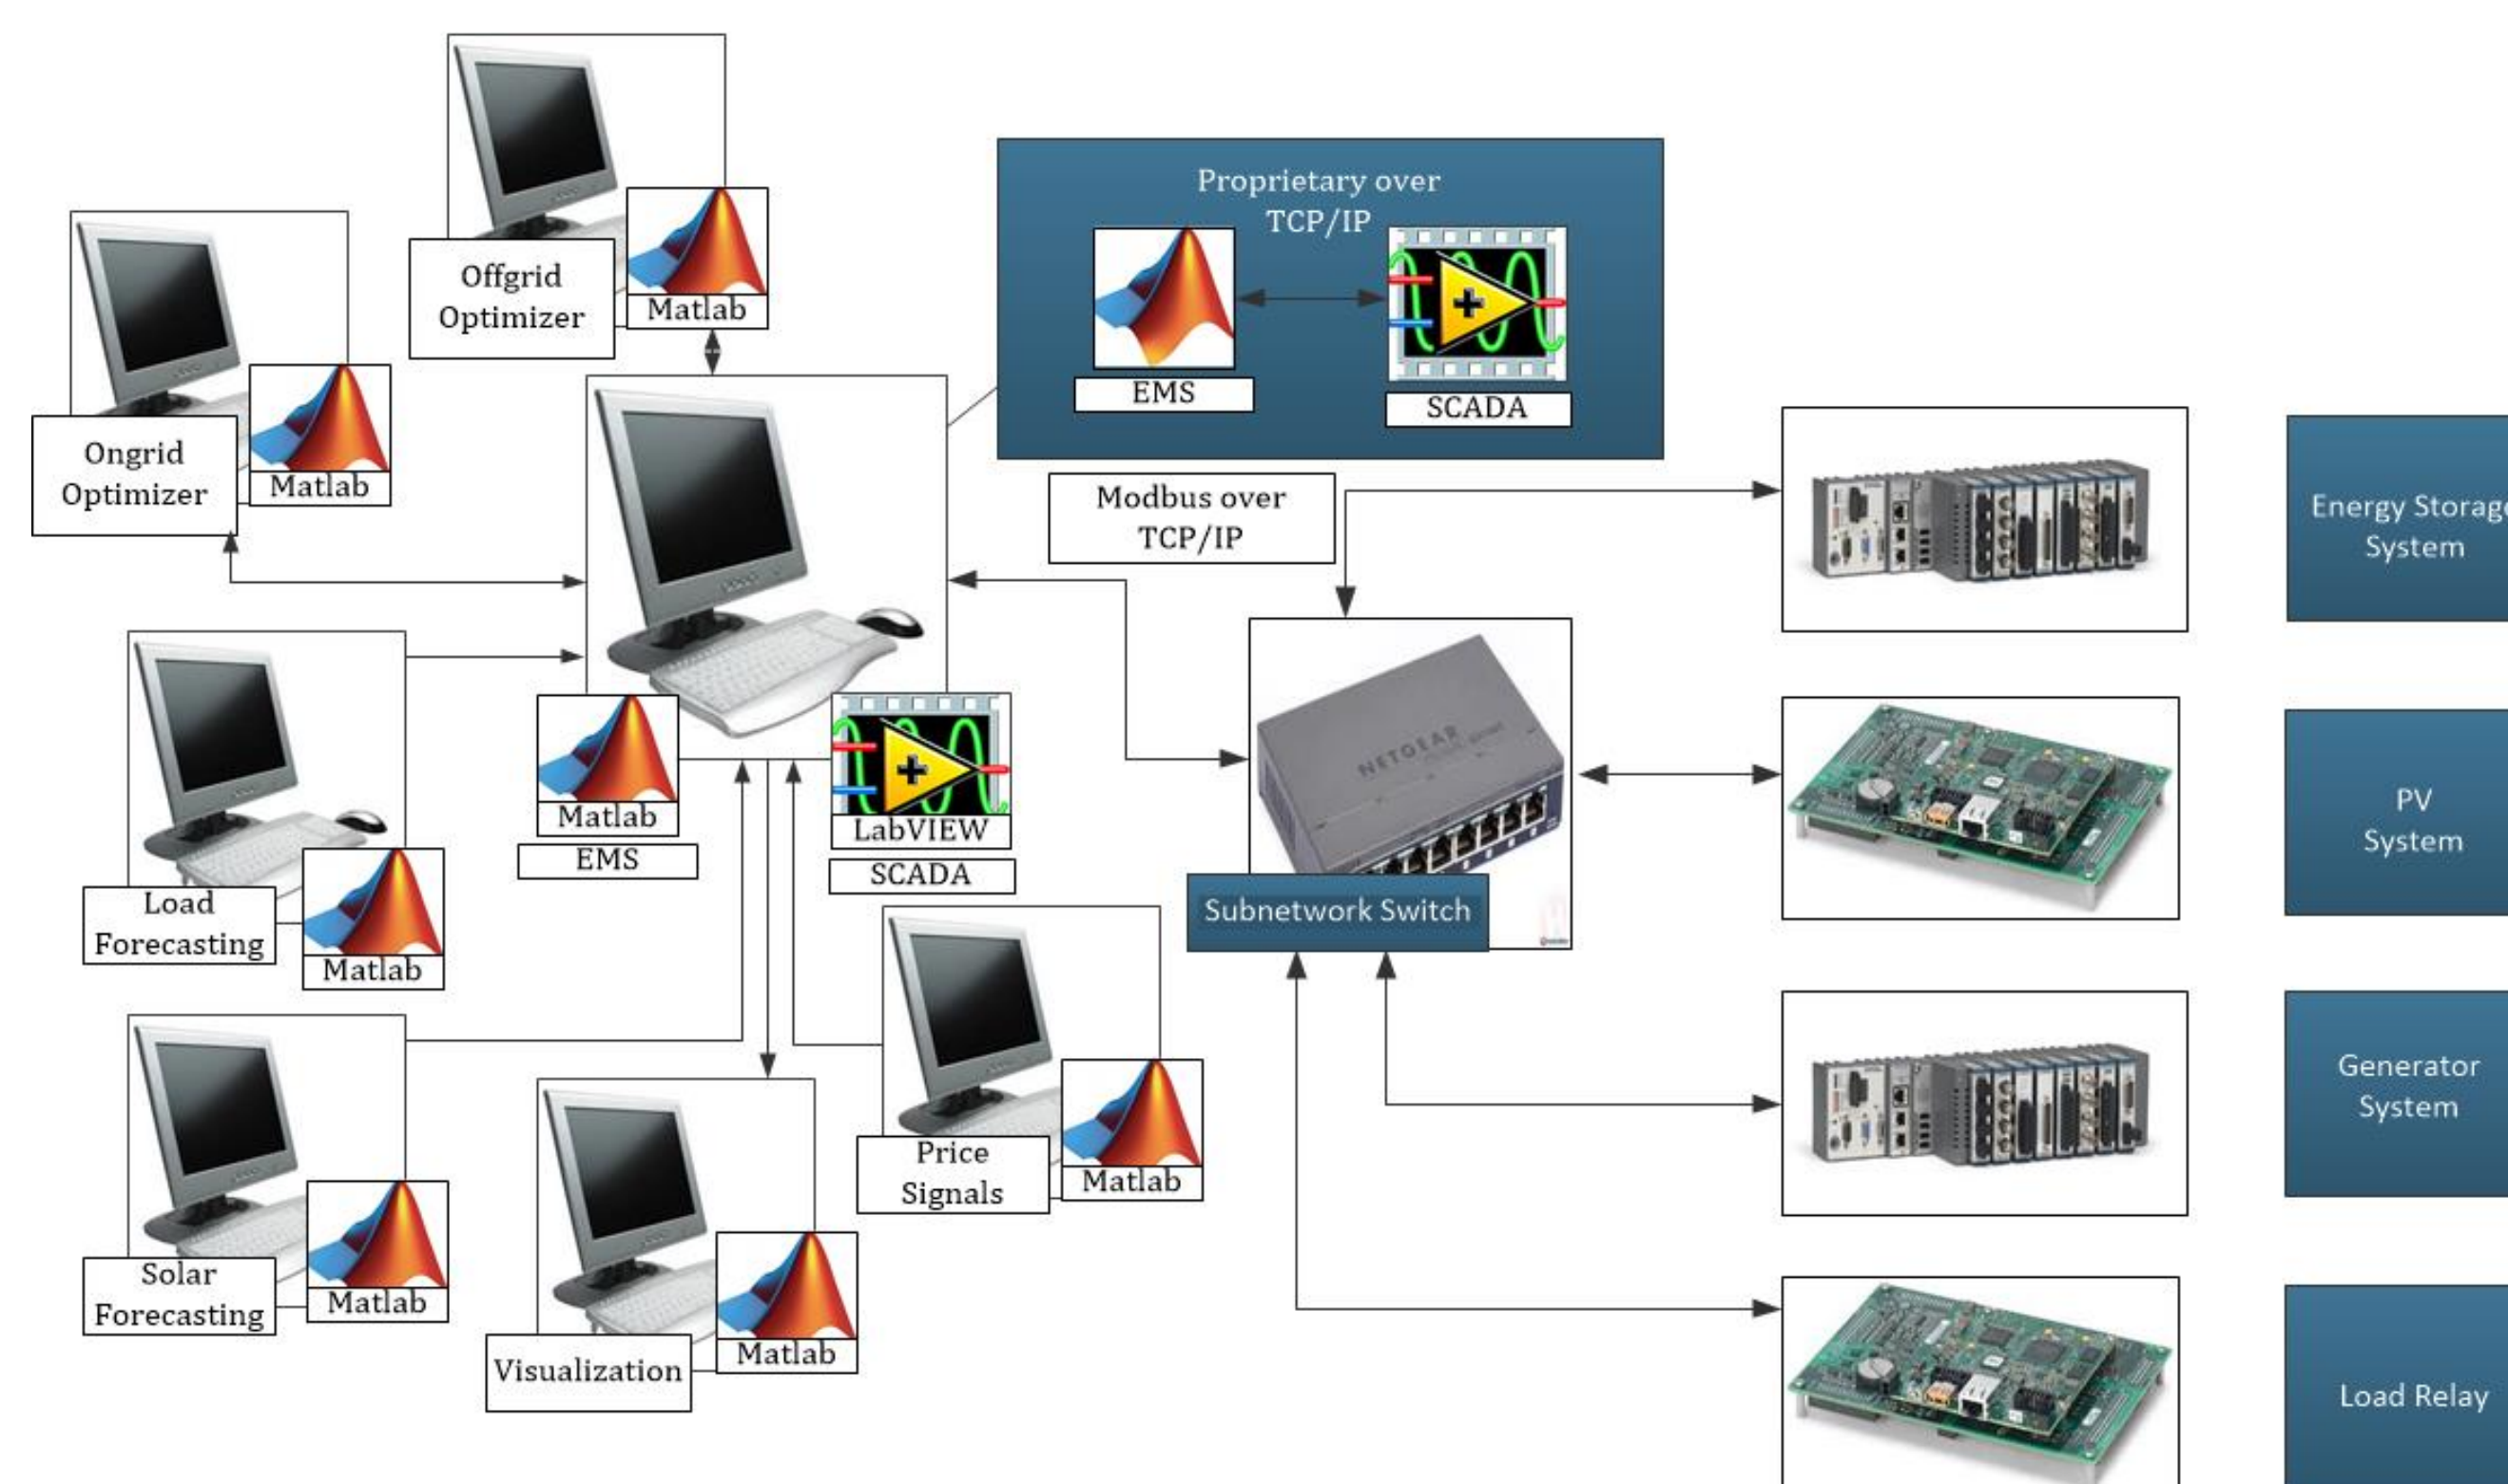 Offgrid
Optimizer
Matlab
Ongrid
Optimizer
Matlab
Proprietary over
TCP/IP
EMS
SCADA
Modbus over
TCP/IP
Energy Storage
System
Load
Forecasting
Matlab
Matlab
EMS
LabVIEW
SCADA
NETGEAR
Subnetwork Switch
PV
System
Solar
Forecasting
Matlab
Visualization
Matlab
Price
Signals
Matlab
Generator
System
Load Relay